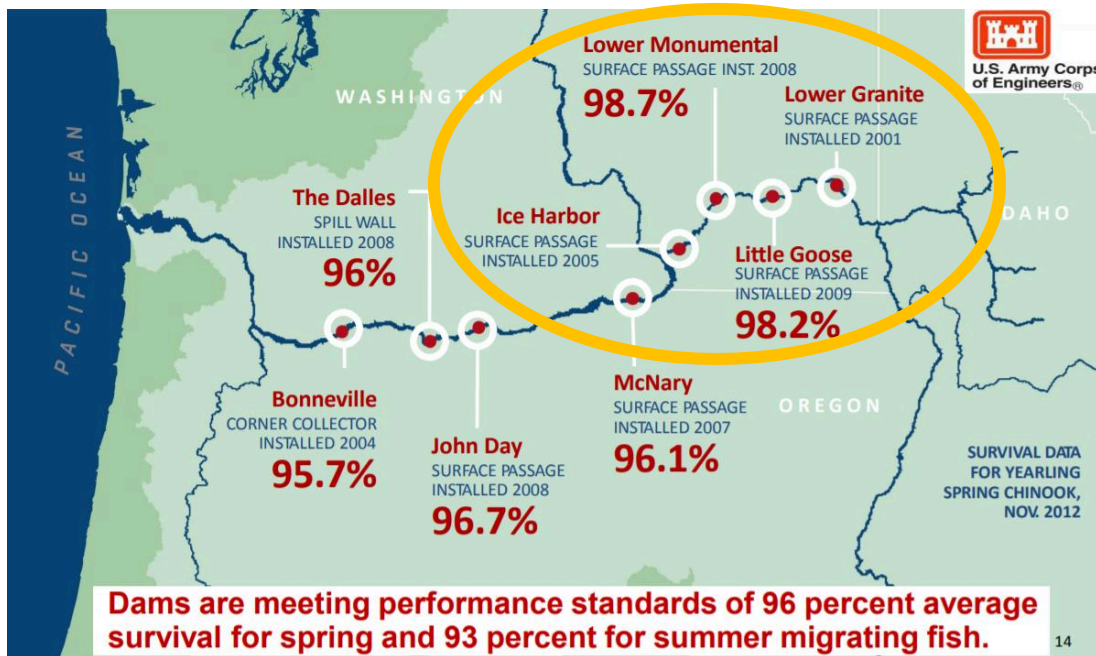 Lower Monumental
SURFACE PASSAGE INST. 2008
98.7%
U.S. Army Corps
of Engineers®
WASHINGTON
Lower Granite
SURFACE PASSAGE
INSTALLED 2001
PACIFIC OCEAN
The Dalles
SPILL WALL
INSTALLED 2008
96%
Ice Harbor
SURFACE PASSAGE
INSTALLED 2005
DAHO
Little Goose
SURFACE PASSAGE
INSTALLED 2009
98.2%
Bonneville
CORNER COLLECTOR
INSTALLED 2004
95.7%
John Day
SURFACE PASSAGE
INSTALLED 2008
96.7%
McNary
SURFACE PASSAGE
INSTALLED 2007
96.1%
OREGON
SURVIVAL DATA
FOR YEARLING
SPRING CHINOOK,
NOV. 2012
Dams are meeting performance standards of 96 percent average
survival for spring and 93 percent for summer migrating fish.
14